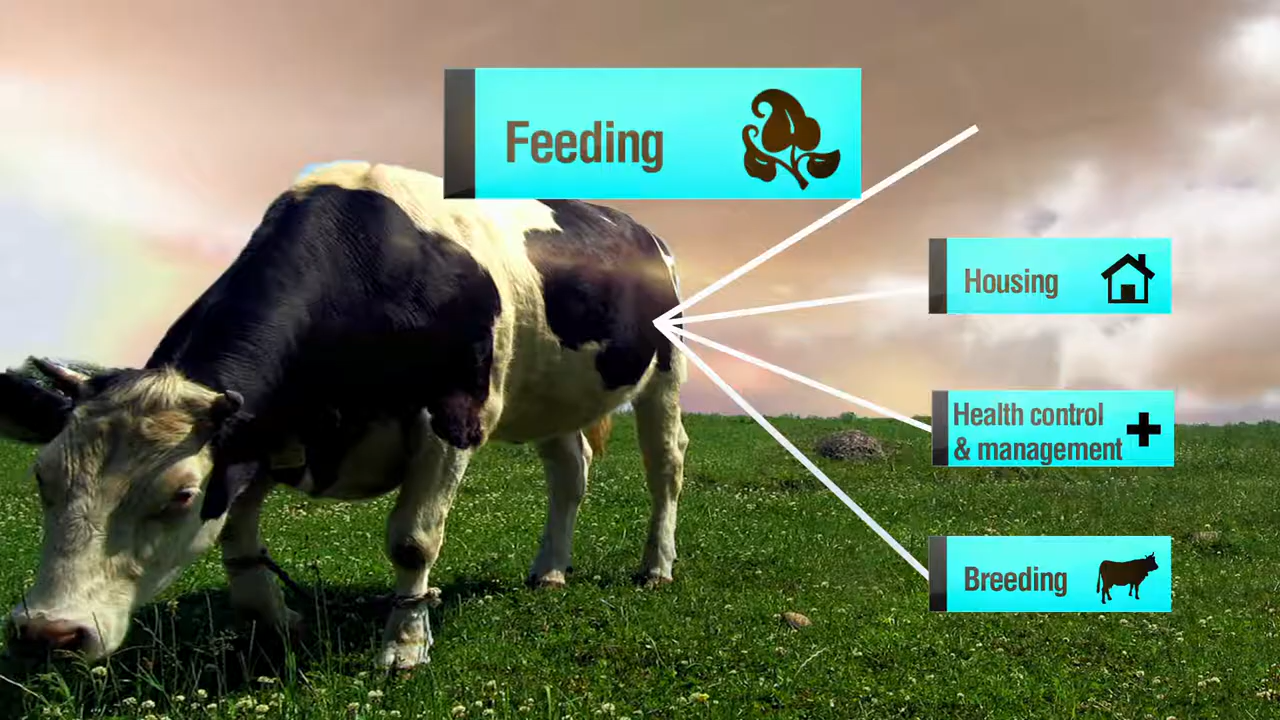 Feeding
Housing
Health control
& management
Breeding